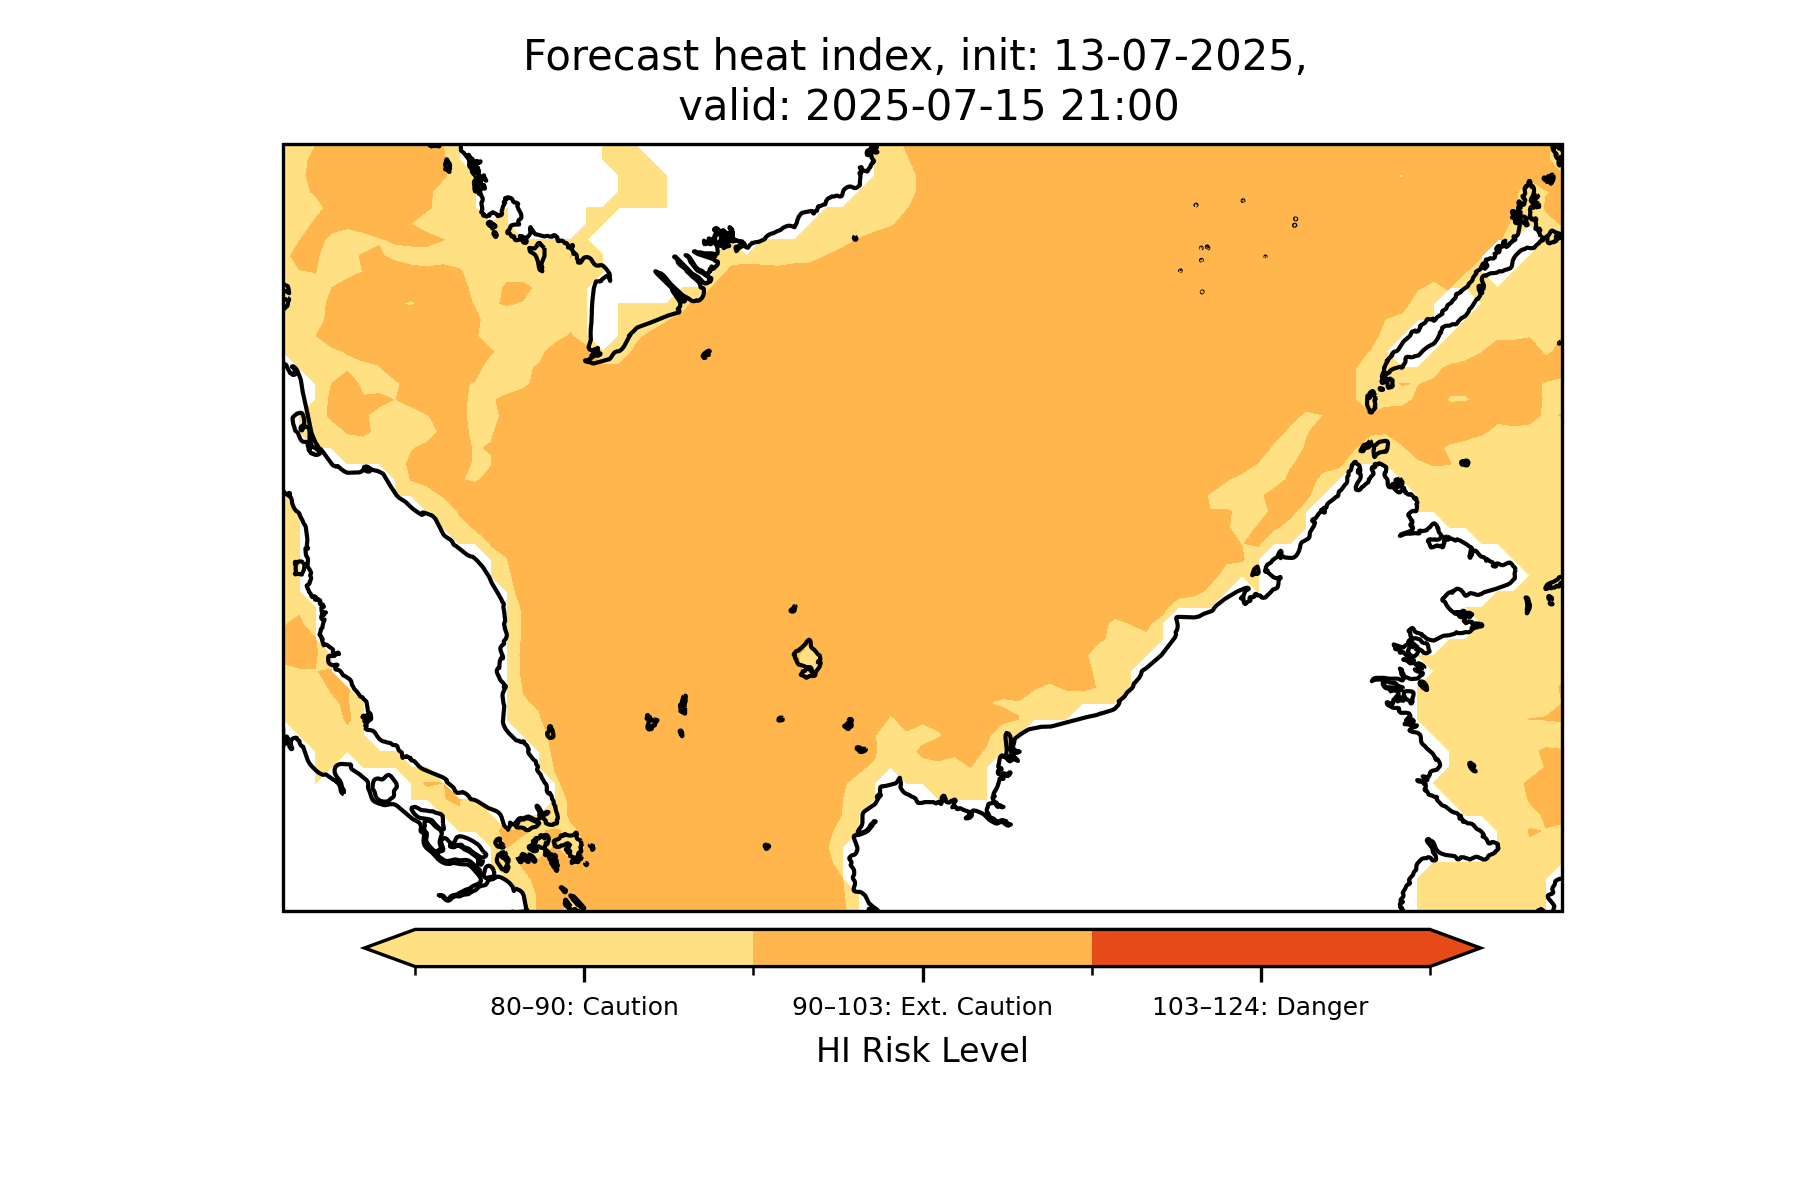 Forecast heat index, init: 13-07-2025,
valid: 2025-07-15 21:00
80–90: Caution
90–103: Ext. Caution
103–124: Danger
HI Risk Level